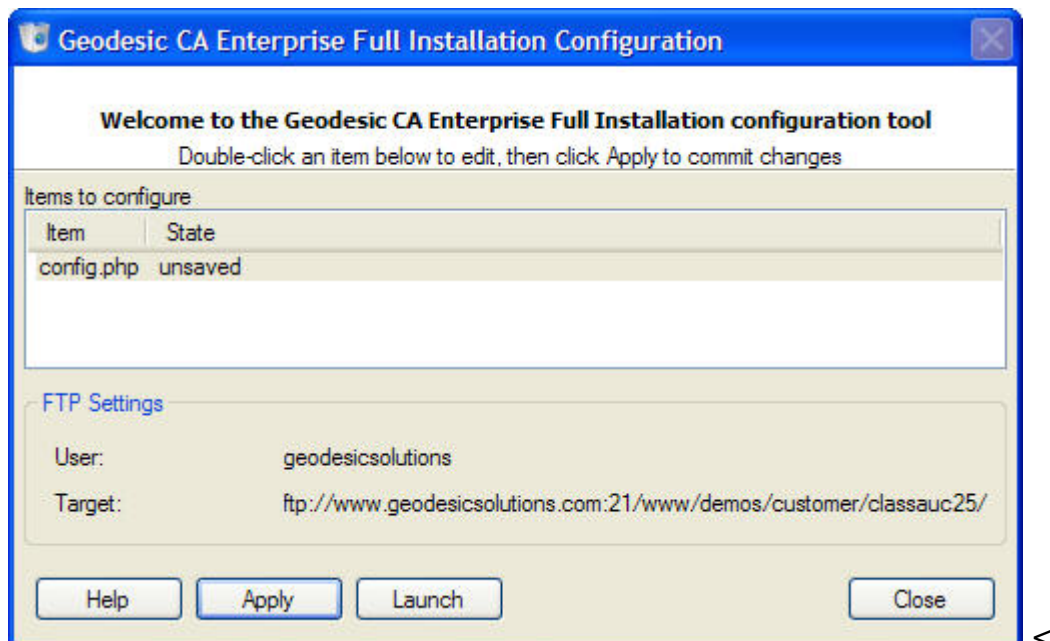 Geodesic CA Enterprise Full Installation Configuration
Welcome to the Geodesic CA Enterprise Full Installation configuration tool
Double-click an item below to edit, then click Apply to commit changes
Items to configure
Item State
config.php unsaved
FTP Settings
User: geodesicsolutions
Target: ftp://www.geodesicsolutions.com:21/www/demos/customer/classauc25/
Help Apply Launch Close
<